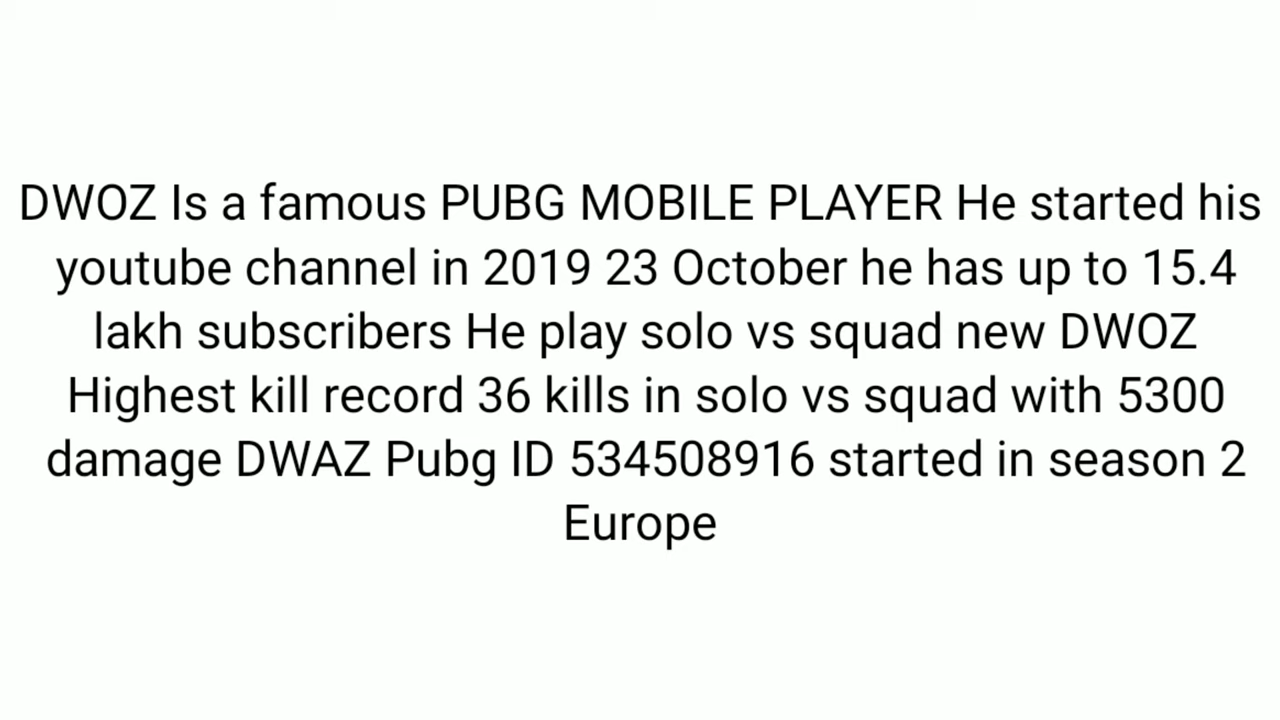 DWOZ Is a famous PUBG MOBILE PLAYER He started his
youtube channel in 2019 23 October he has up to 15.4
lakh subscribers He play solo vs squad new DWOZ
Highest kill record 36 kills in solo vs squad with 5300
damage DWAZ Pubg ID 534508916 started in season 2
Europe